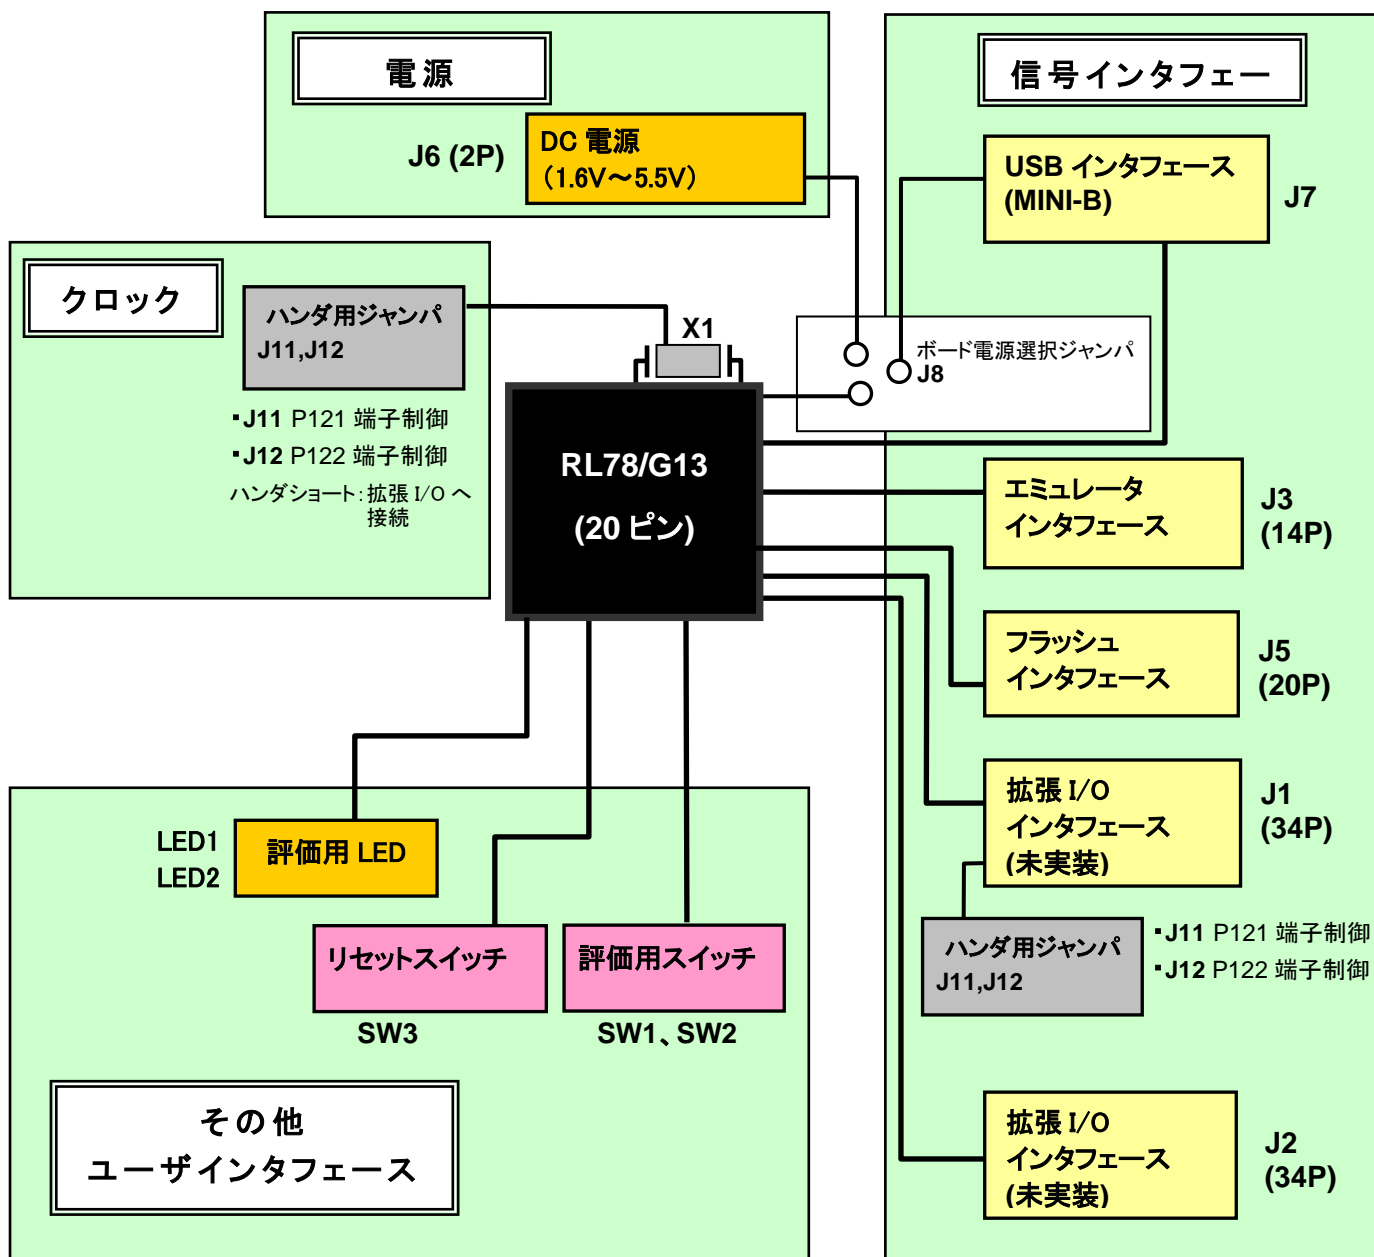 電源
J6 (2P)
DC 電源
(1.6V～5.5V)
信号インタフェー
USB インタフェース
(MINI-B)
J7
クロック
ハンダ用ジャンパ
J11,J12
▪J11 P121 端子制御
▪J12 P122 端子制御
ハンダショート：拡張 I/O へ
接続
X1
ボード電源選択ジャンパ
J8
RL78/G13
(20 ピン)
エミュレータ
インタフェース
J3
(14P)
フラッシュ
インタフェース
J5
(20P)
拡張 I/O
インタフェース
(未実装)
J1
(34P)
ハンダ用ジャンパ
J11,J12
▪J11 P121 端子制御
▪J12 P122 端子制御
拡張 I/O
インタフェース
(未実装)
J2
(34P)
LED1
LED2
評価用 LED
リセットスイッチ
SW3
評価用スイッチ
SW1、SW2
その他
ユーザインタフェース